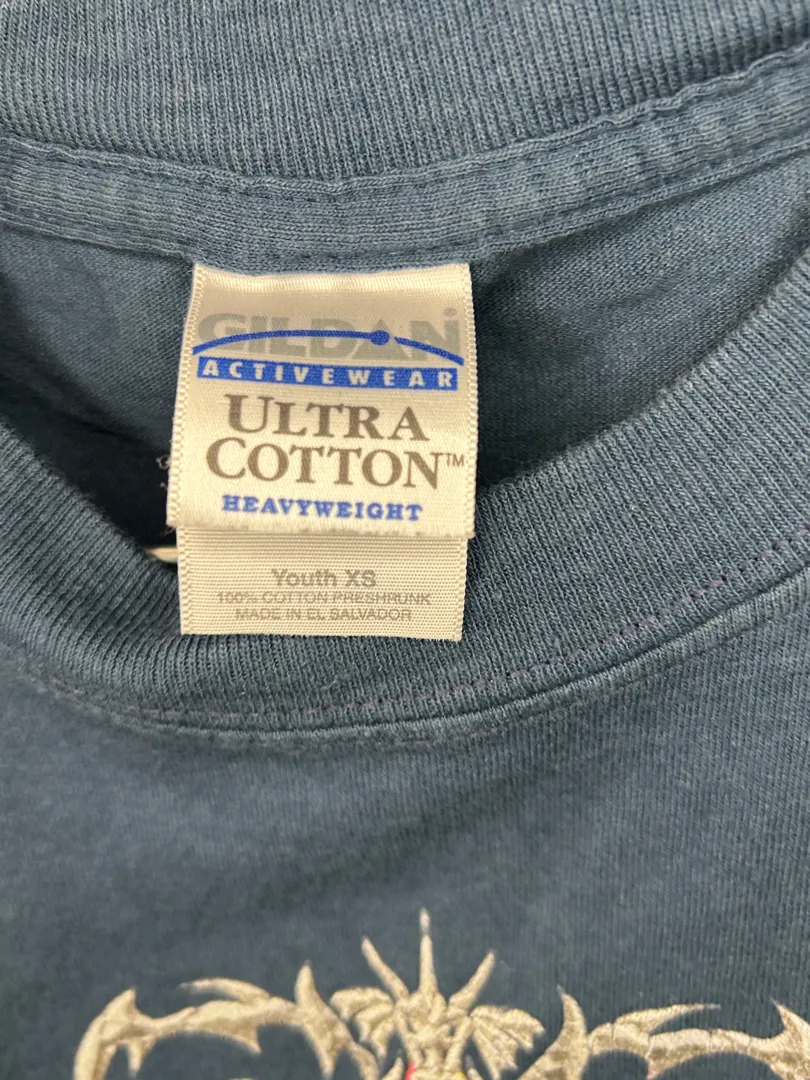 GILDAN®
ACTIVEWEAR
ULTRA
COTTON™
HEAVYWEIGHT
Youth XS
100% COTTON PRESHRUNK
MADE IN EL SALVADOR